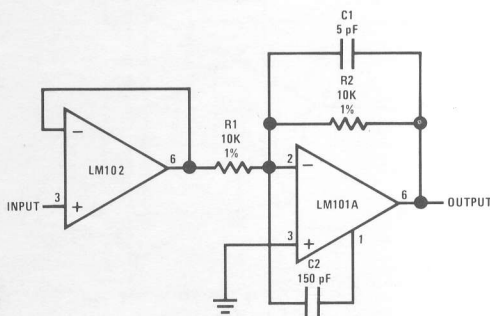 C1
5 pF
R2
10K
1%
R1
10K
1%
−
LM102
6
3
INPUT
+
2
−
LM101A
6
OUTPUT
3
+
1
C2
150 pF